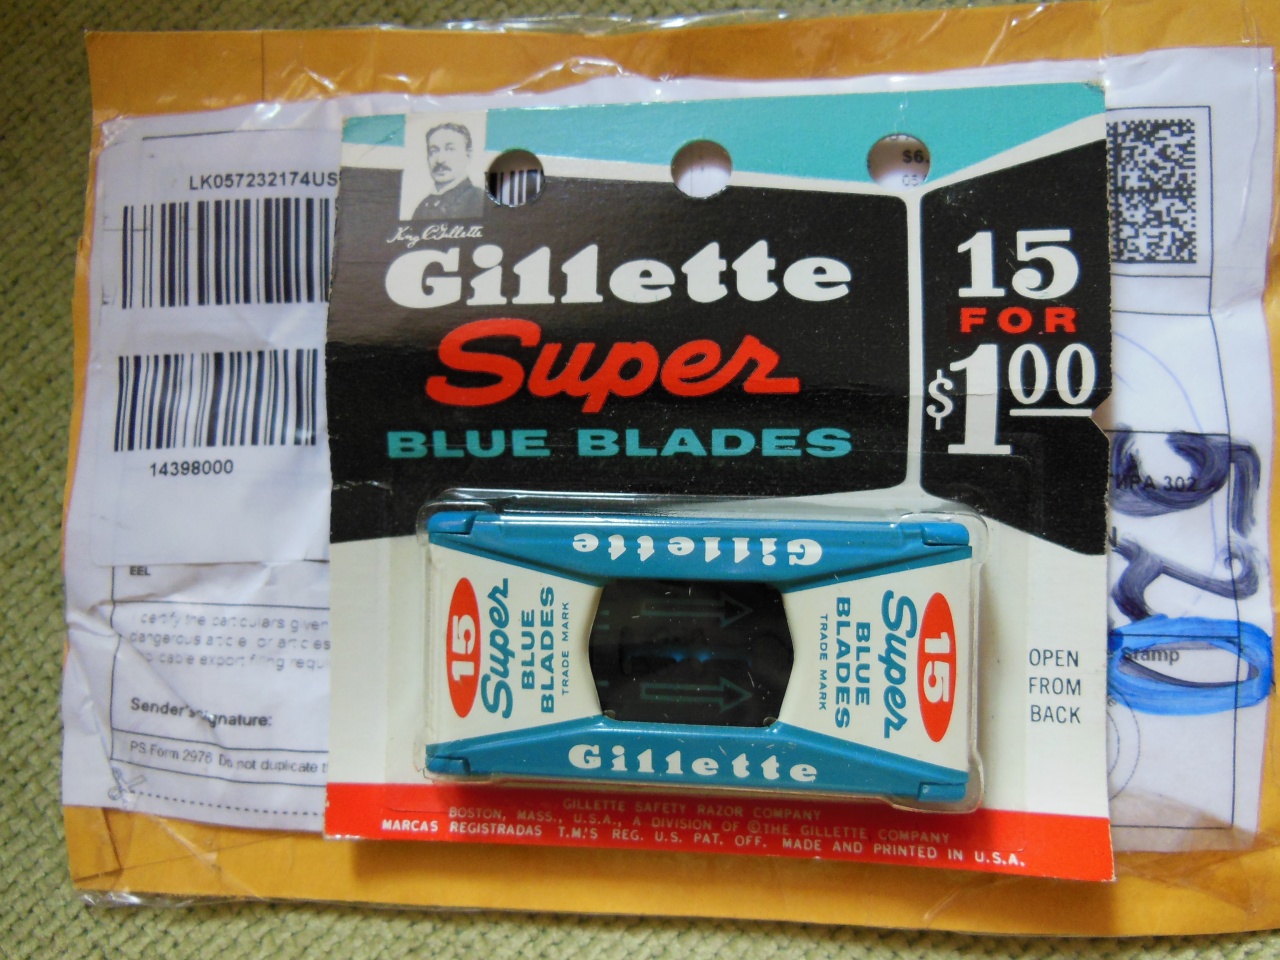 LK057232174US
14398000
EEL
I certify the particulars given
Sender's signature:
PS Form 2976 Do not duplicate
$6.
King C Gillette
Gillette
Super
BLUE BLADES
15
FOR
$1.00
302
Stamp
Gillette
15
Super
BLUE
BLADES
TRADE MARK
15
Super
BLUE
BLADES
TRADE MARK
Gillette
OPEN
FROM
BACK
GILLETTE SAFETY RAZOR COMPANY
BOSTON, MASS., U.S.A., A DIVISION OF ©THE GILLETTE COMPANY
MARCAS REGISTRADAS T.M.'S REG. U.S. PAT. OFF. MADE AND PRINTED IN U.S.A.